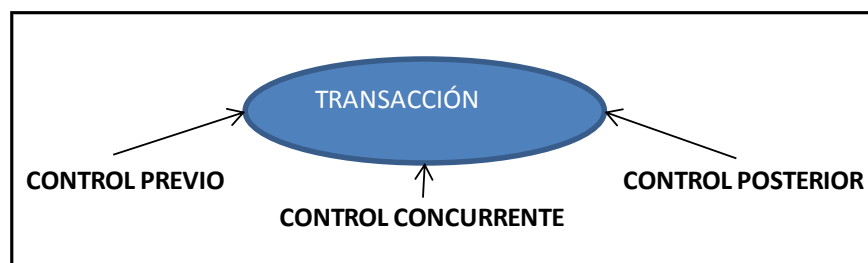 TRANSACCIÓN
CONTROL PREVIO
CONTROL POSTERIOR
CONTROL CONCURRENTE